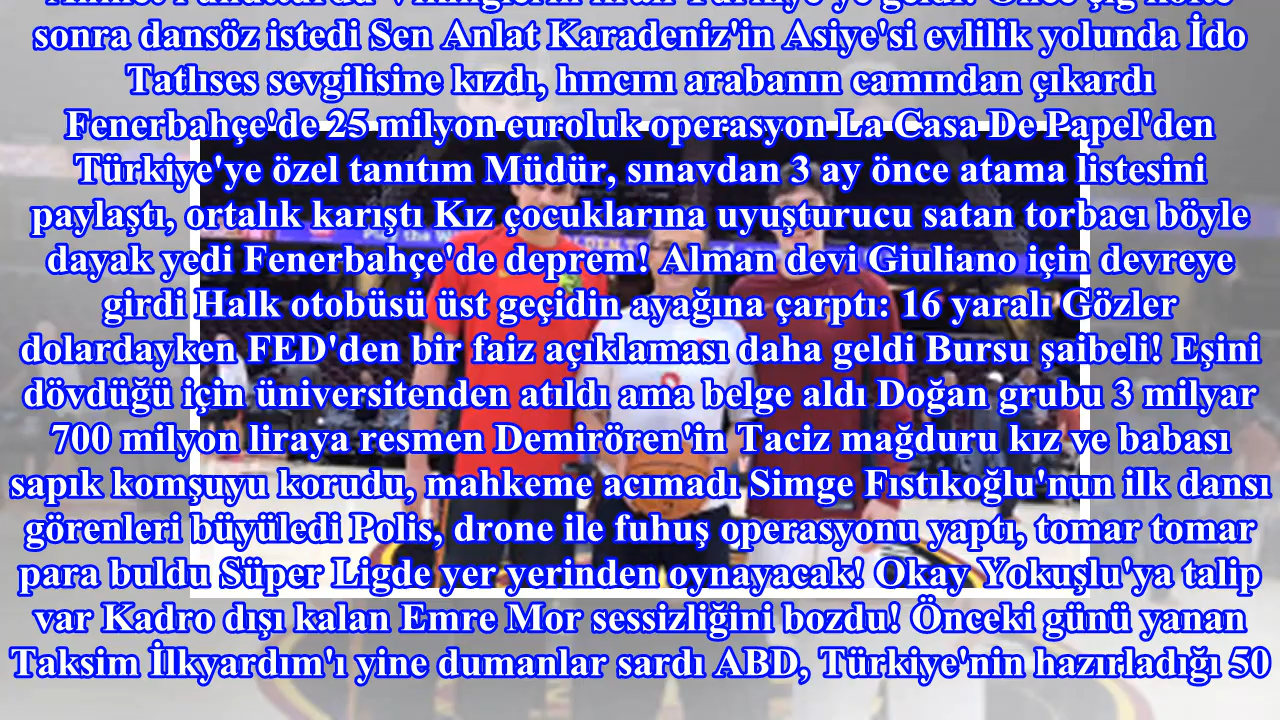 sonra dansöz istedi Sen Anlat Karadeniz'in Asiye'si evlilik yolunda İdo
Tatlıses sevgilisine kızdı, hıncını arabanın camından çıkardı
Fenerbahçe'de 25 milyon euroluk operasyon La Casa De Papel'den
Türkiye'ye özel tanıtım Müdür, sınavdan 3 ay önce atama listesini
paylaştı, ortalık karıştı Kız çocuklarına uyuşturucu satan torbacı böyle
dayak yedi Fenerbahçe'de deprem! Alman devi Giuliano için devreye
girdi Halk otobüsü üst geçidin ayağına çarptı: 16 yaralı Gözler
dolardayken FED'den bir faiz açıklaması daha geldi Bursu şaibeli! Eşini
dövdüğü için üniversitenden atıldı ama belge aldı Doğan grubu 3 milyar
700 milyon liraya resmen Demirören'in Taciz mağduru kız ve babası
sapık komşuyu korudu, mahkeme acımadı Simge Fıstıkoğlu'nun ilk dansı
görenleri büyüledi Polis, drone ile fuhuş operasyonu yaptı, tomar tomar
para buldu Süper Ligde yer yerinden oynayacak! Okay Yokuşlu'ya talip
var Kadro dışı kalan Emre Mor sessizliğini bozdu! Önceki günü yanan
Taksim İlkyardım'ı yine dumanlar sardı ABD, Türkiye'nin hazırladığı 50